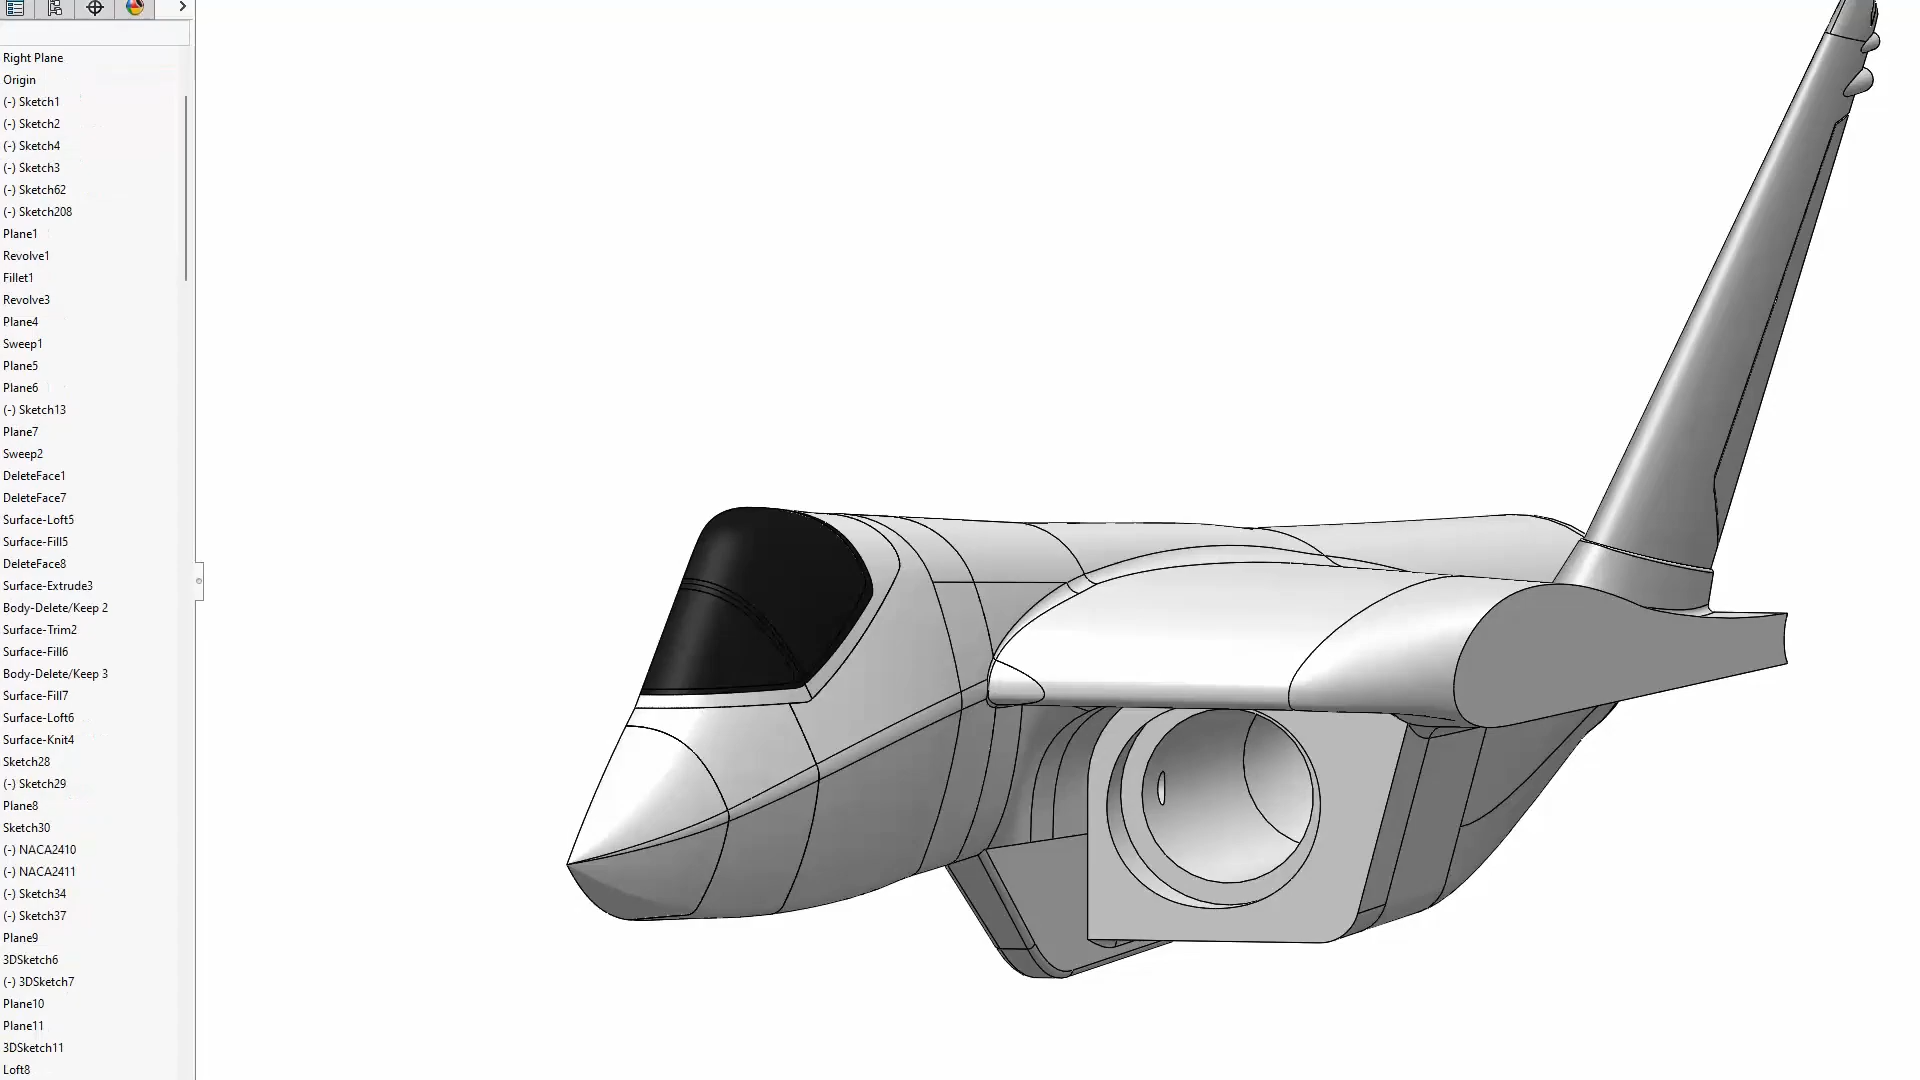 Right Plane
Origin
(-) Sketch1
(-) Sketch2
(-) Sketch4
(-) Sketch3
(-) Sketch62
(-) Sketch208
Plane1
Revolve1
Fillet1
Revolve3
Plane4
Sweep1
Plane5
Plane6
(-) Sketch13
Plane7
Sweep2
DeleteFace1
DeleteFace7
Surface-Loft5
Surface-Fill5
DeleteFace8
Surface-Extrude3
Body-Delete/Keep 2
Surface-Trim2
Surface-Fill6
Body-Delete/Keep 3
Surface-Fill7
Surface-Loft6
Surface-Knit4
Sketch28
(-) Sketch29
Plane8
Sketch30
(-) NACA2410
(-) NACA2411
(-) Sketch34
(-) Sketch37
Plane9
3DSketch6
(-) 3DSketch7
Plane10
Plane11
3DSketch11
Loft8